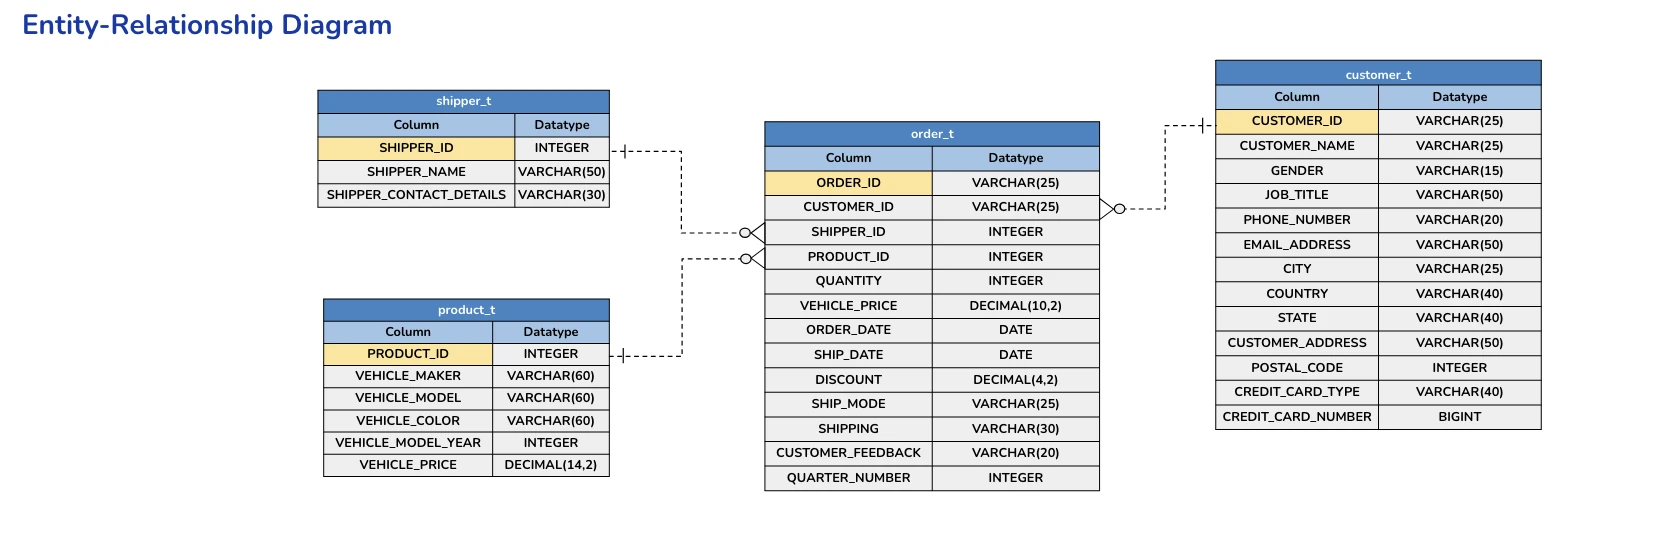 Entity-Relationship Diagram
shipper_t
Column Datatype
SHIPPER_ID INTEGER
SHIPPER_NAME VARCHAR(50)
SHIPPER_CONTACT_DETAILS VARCHAR(30)
product_t
Column Datatype
PRODUCT_ID INTEGER
VEHICLE_MAKER VARCHAR(60)
VEHICLE_MODEL VARCHAR(60)
VEHICLE_COLOR VARCHAR(60)
VEHICLE_MODEL_YEAR INTEGER
VEHICLE_PRICE DECIMAL(14,2)
order_t
Column Datatype
ORDER_ID VARCHAR(25)
CUSTOMER_ID VARCHAR(25)
SHIPPER_ID INTEGER
PRODUCT_ID INTEGER
QUANTITY INTEGER
VEHICLE_PRICE DECIMAL(10,2)
ORDER_DATE DATE
SHIP_DATE DATE
DISCOUNT DECIMAL(4,2)
SHIP_MODE VARCHAR(25)
SHIPPING VARCHAR(30)
CUSTOMER_FEEDBACK VARCHAR(20)
QUARTER_NUMBER INTEGER
customer_t
Column Datatype
CUSTOMER_ID VARCHAR(25)
CUSTOMER_NAME VARCHAR(25)
GENDER VARCHAR(15)
JOB_TITLE VARCHAR(50)
PHONE_NUMBER VARCHAR(20)
EMAIL_ADDRESS VARCHAR(50)
CITY VARCHAR(25)
COUNTRY VARCHAR(40)
STATE VARCHAR(40)
CUSTOMER_ADDRESS VARCHAR(50)
POSTAL_CODE INTEGER
CREDIT_CARD_TYPE VARCHAR(40)
CREDIT_CARD_NUMBER BIGINT